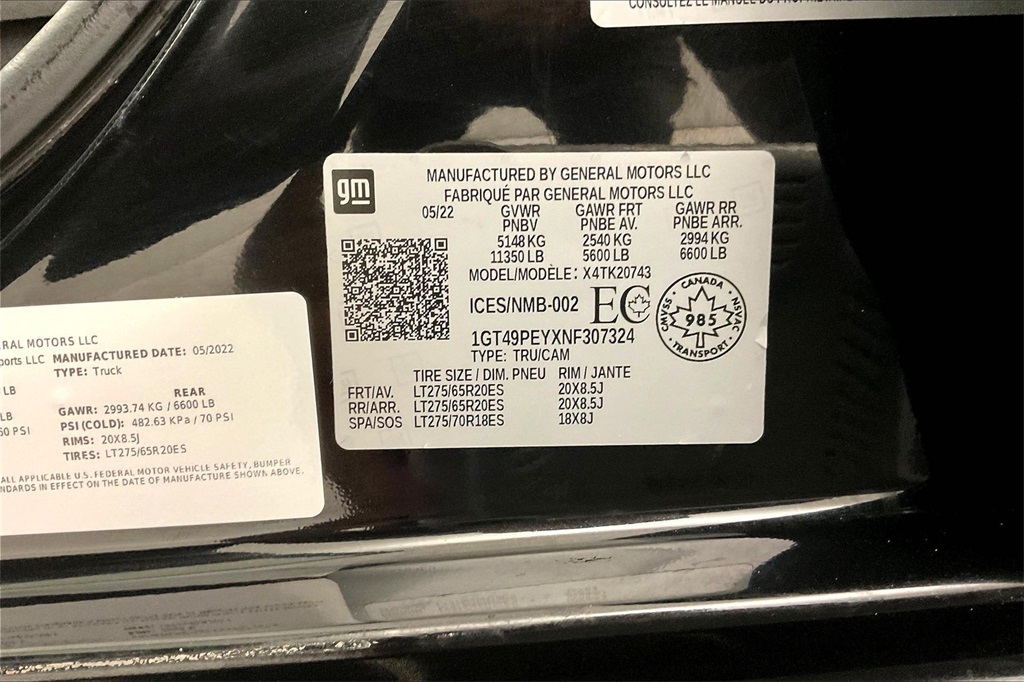 CONSULTEZ LE MANUEL DU PROPRIÉTAIRE
gm
MANUFACTURED BY GENERAL MOTORS LLC
FABRIQUÉ PAR GENERAL MOTORS LLC
05/22 GVWR GAWR FRT GAWR RR
PNBV PNBE AV. PNBE ARR.
5148 KG 2540 KG 2994 KG
11350 LB 5600 LB 6600 LB
MODEL/MODÈLE: X4TK20743
ICES/NMB-002 EC
CANADA
CMVSS 985 NSVAC
TRANSPORT
1GT49PEYXNF307324
TYPE: TRU/CAM
TIRE SIZE / DIM. PNEU RIM / JANTE
FRT/AV. LT275/65R20ES 20X8.5J
RR/ARR. LT275/65R20ES 20X8.5J
SPA/SOS LT275/70R18ES 18X8J
ERAL MOTORS LLC
ports LLC MANUFACTURED DATE: 05/2022
TYPE: Truck
LB
REAR
LB GAWR: 2993.74 KG / 6600 LB
60 PSI PSI (COLD): 482.63 KPa / 70 PSI
RIMS: 20X8.5J
TIRES: LT275/65R20ES
ALL APPLICABLE U.S. FEDERAL MOTOR VEHICLE SAFETY, BUMPER
NDARDS IN EFFECT ON THE DATE OF MANUFACTURE SHOWN ABOVE.